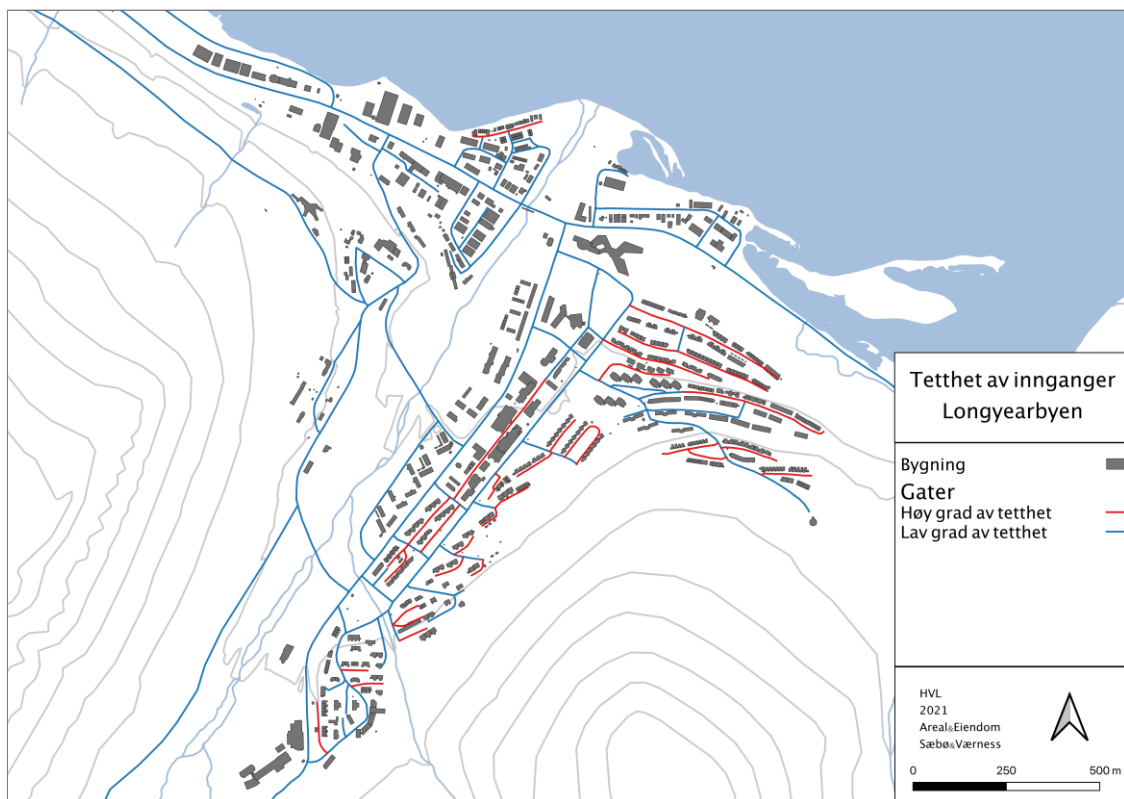 Tetthet av innganger
Longyearbyen
Bygning
Gater
Høy grad av tetthet
Lav grad av tetthet
HVL
2021
Areal&Eiendom
Sæbø&Værness
0 250 500 m